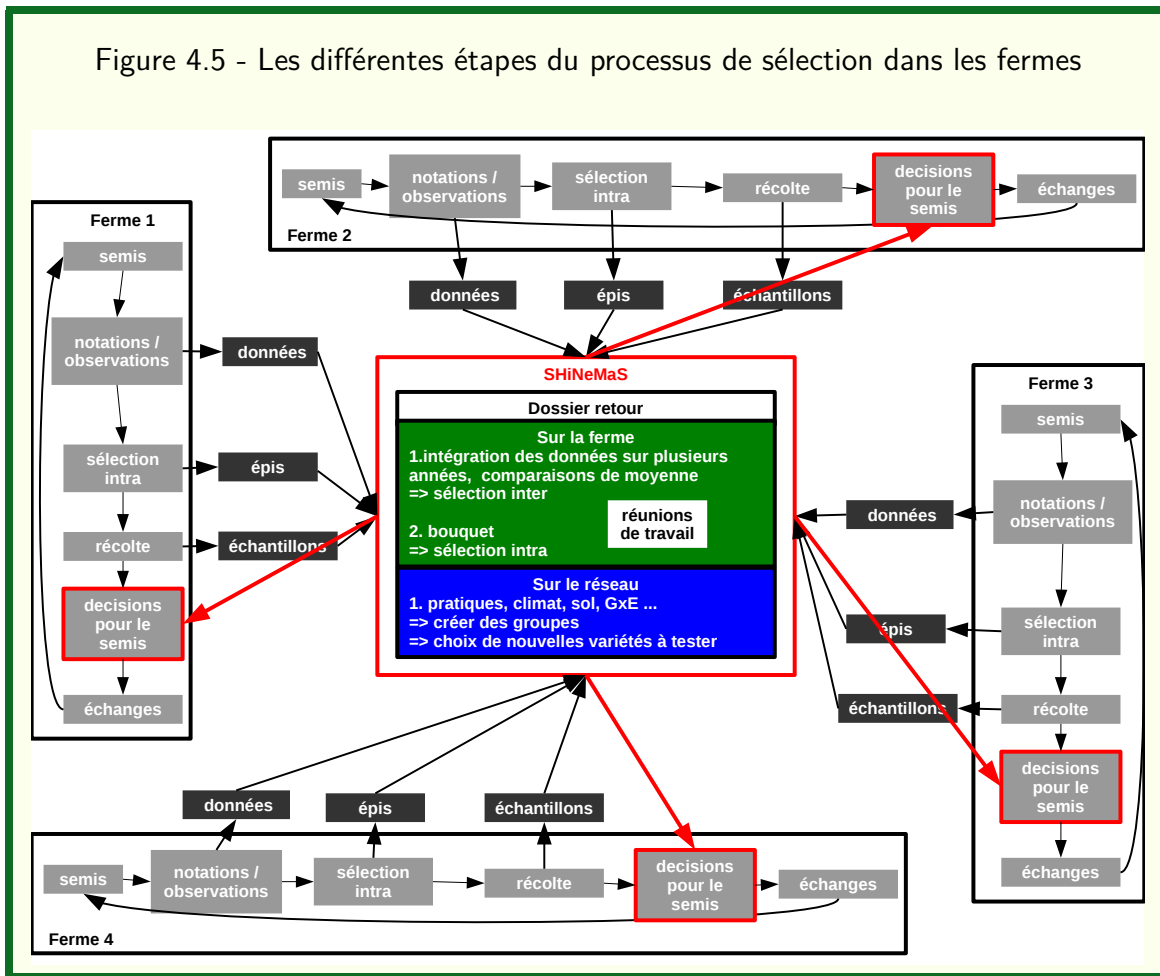 Figure 4.5 - Les différentes étapes du processus de sélection dans les fermes
semis
notations /
observations
sélection
intra
récolte
decisions
pour le
semis
échanges
Ferme 2
données
épis
échantillons
Ferme 1
semis
notations /
observations
sélection
intra
récolte
decisions
pour le
semis
échanges
données
épis
échantillons
SHiNeMaS
Dossier retour
Sur la ferme
1.intégration des données sur plusieurs
années, comparaisons de moyenne
=> sélection inter
2. bouquet
=> sélection intra
réunions
de travail
Sur le réseau
1. pratiques, climat, sol, GxE ...
=> créer des groupes
=> choix de nouvelles variétés à tester
Ferme 3
semis
notations /
observations
sélection
intra
récolte
decisions
pour le
semis
échanges
données
épis
échantillons
données
épis
échantillons
semis
notations /
observations
sélection
intra
récolte
decisions
pour le
semis
échanges
Ferme 4